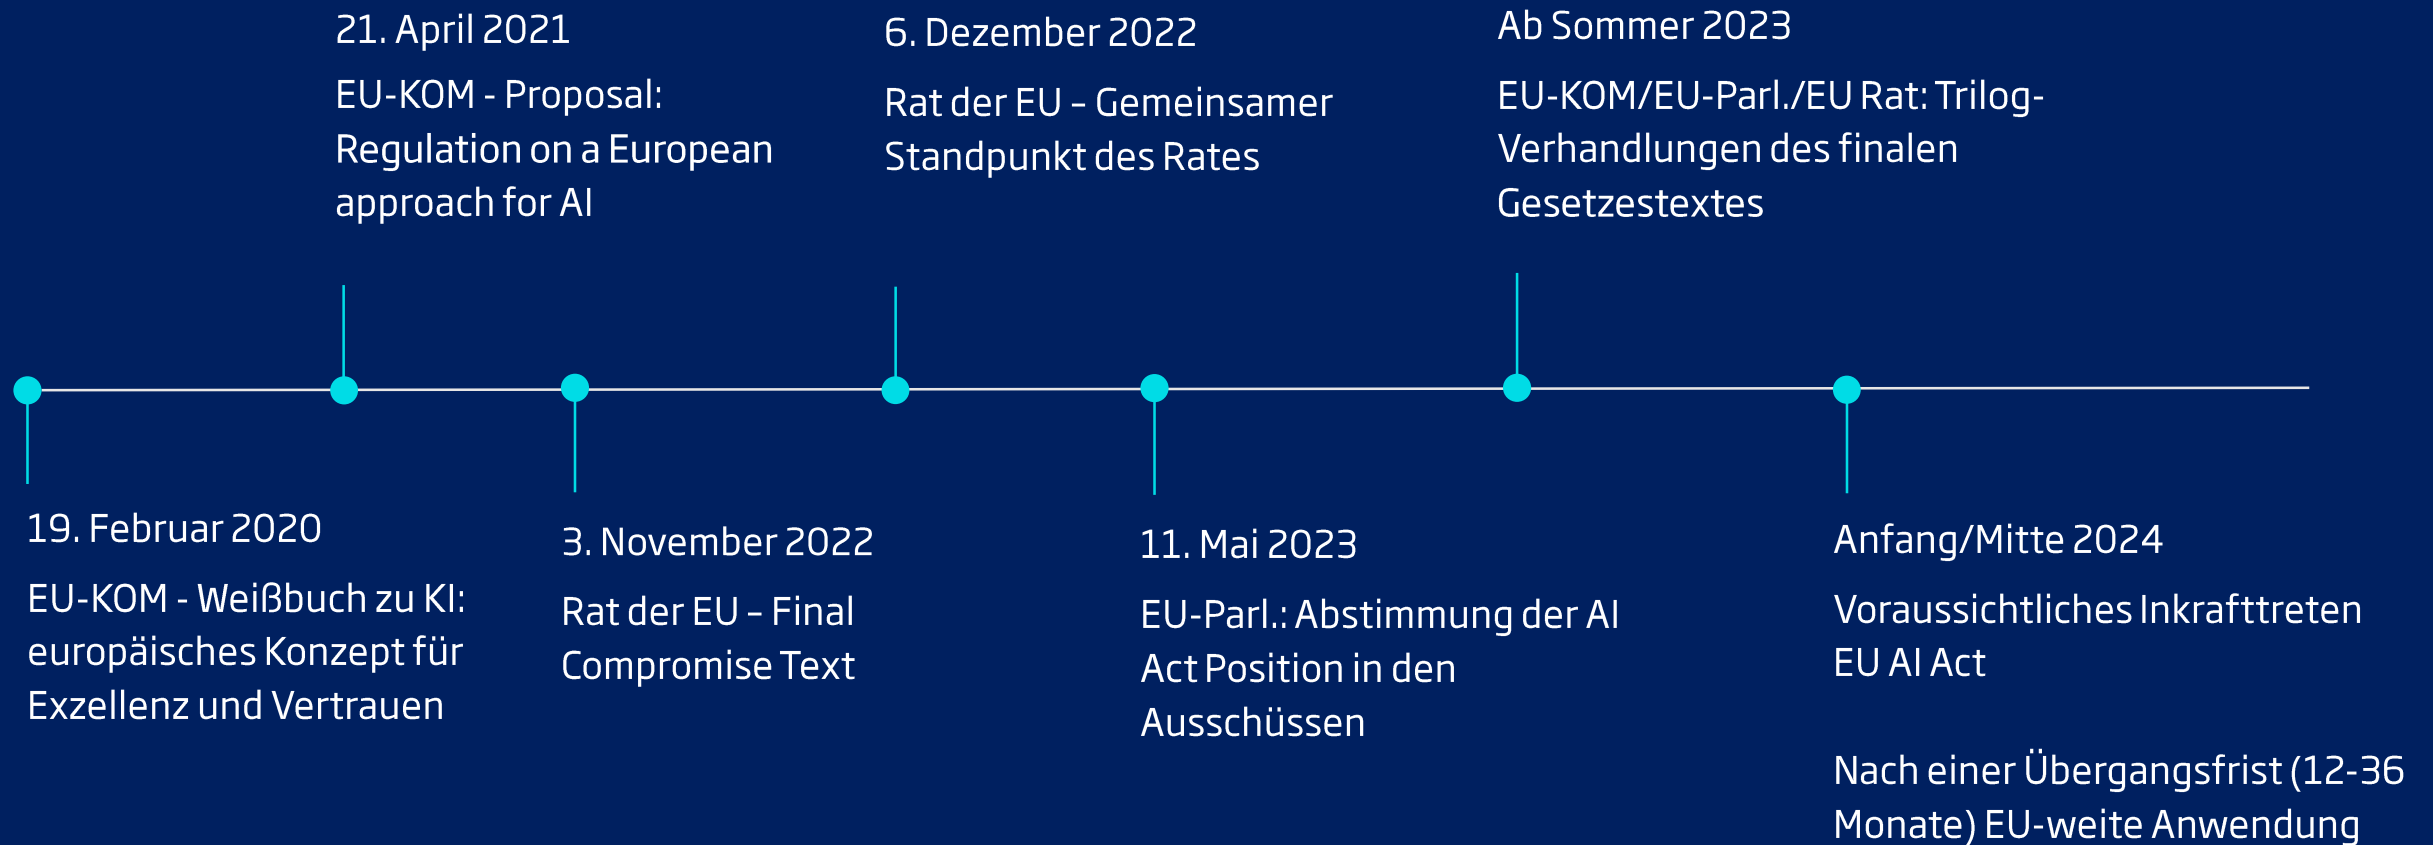 21. April 2021
EU-KOM - Proposal:
Regulation on a European
approach for AI
6. Dezember 2022
Rat der EU – Gemeinsamer
Standpunkt des Rates
Ab Sommer 2023
EU-KOM/EU-Parl./EU Rat: Trilog-
Verhandlungen des finalen
Gesetzestextes
19. Februar 2020
EU-KOM - Weißbuch zu KI:
europäisches Konzept für
Exzellenz und Vertrauen
3. November 2022
Rat der EU – Final
Compromise Text
11. Mai 2023
EU-Parl.: Abstimmung der AI
Act Position in den
Ausschüssen
Anfang/Mitte 2024
Voraussichtliches Inkrafttreten
EU AI Act
Nach einer Übergangsfrist (12-36
Monate) EU-weite Anwendung